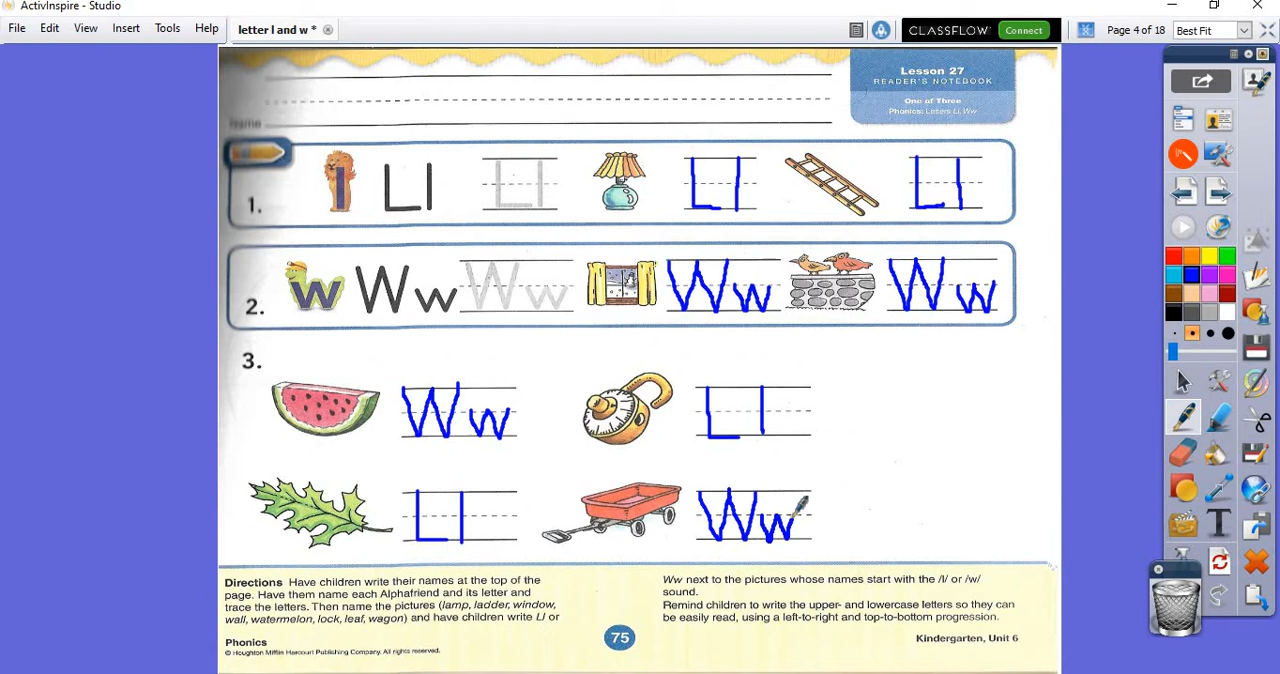 ActivInspire - Studio
File Edit View Insert Tools Help
letter l and w *
CLASSFLOW Connect
Page 4 of 18
Best Fit
Lesson 27
READER'S NOTEBOOK
One of Three
Phonics: Letters Ll, Ww
Name
1. l Ll Ll Ll Ll
2. w Ww Ww Ww Ww
3.
Ww Ll
Ll Ww
Directions Have children write their names at the top of the
page. Have them name each Alphafriend and its letter and
trace the letters. Then name the pictures (lamp, ladder, window,
wall, watermelon, lock, leaf, wagon) and have children write Ll or
Ww next to the pictures whose names start with the /l/ or /w/
sound.
Remind children to write the upper- and lowercase letters so they can
be easily read, using a left-to-right and top-to-bottom progression.
Phonics
© Houghton Mifflin Harcourt Publishing Company. All rights reserved.
75
Kindergarten, Unit 6
T